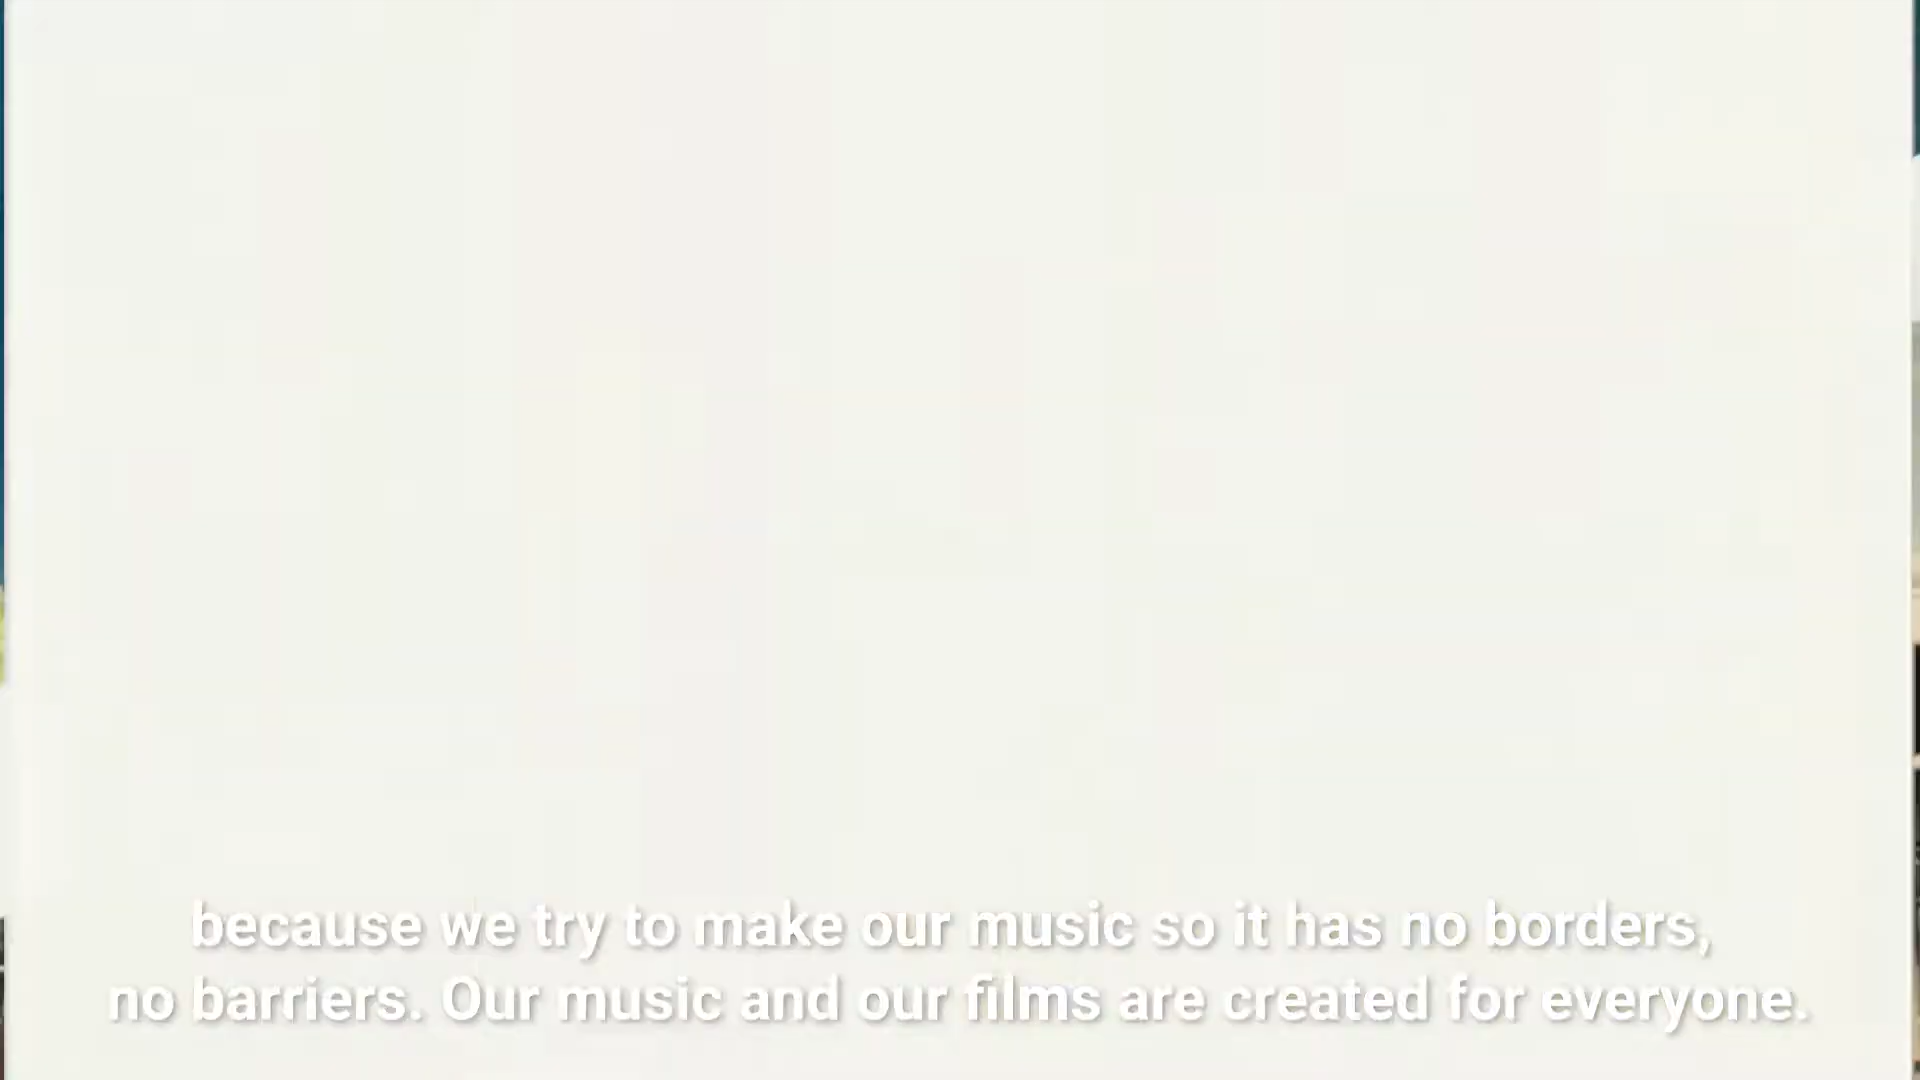 because we try to make our music so it has no borders,
no barriers. Our music and our films are created for everyone.